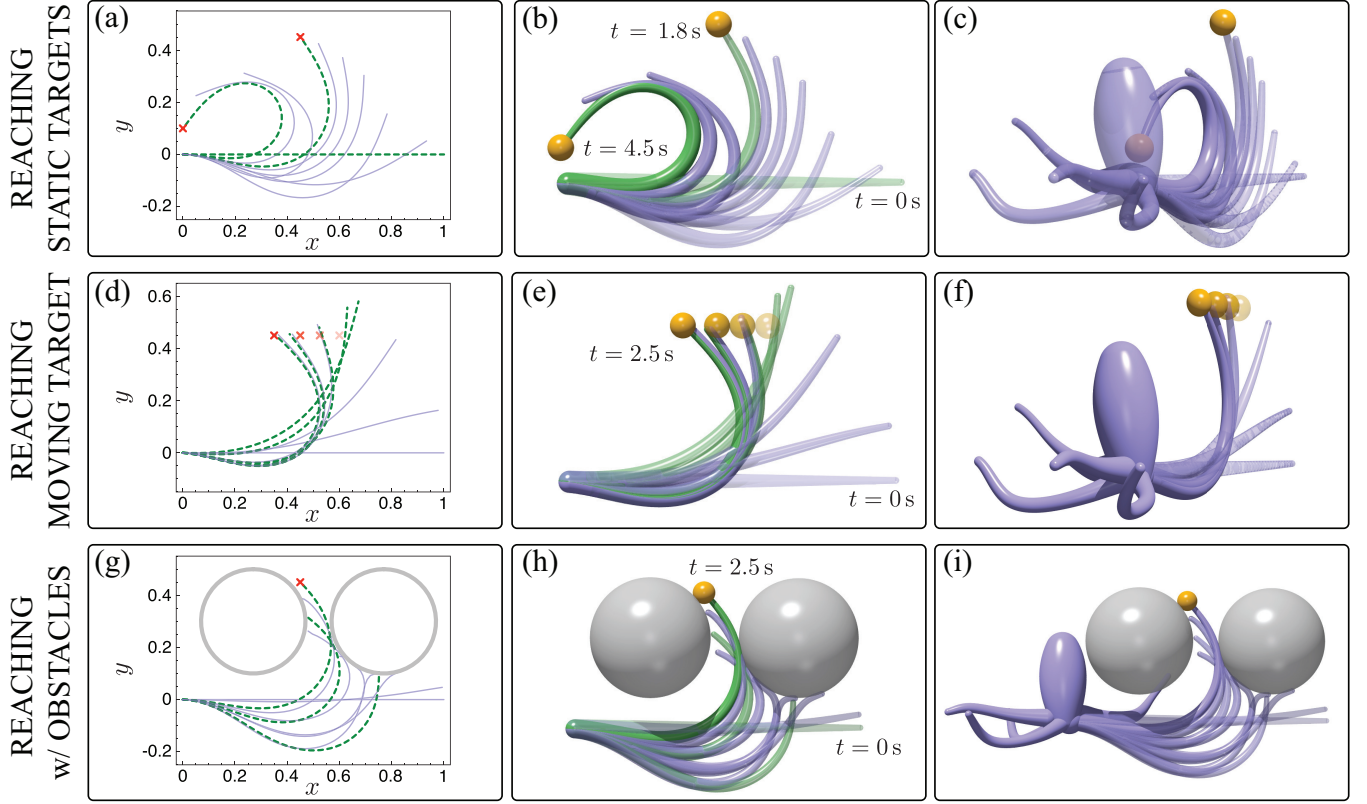 REACHING
STATIC TARGETS
(a)
y
0.4
0.2
0
-0.2
0 0.2 0.4 0.6 0.8 1
x
(b)
t = 1.8 s
t = 4.5 s
t = 0 s
(c)
REACHING
MOVING TARGET
(d)
y
0.6
0.4
0.2
0
0 0.2 0.4 0.6 0.8 1
x
(e)
t = 2.5 s
t = 0 s
(f)
REACHING
w/ OBSTACLES
(g)
y
0.4
0.2
0
-0.2
0 0.2 0.4 0.6 0.8 1
x
(h)
t = 2.5 s
t = 0 s
(i)